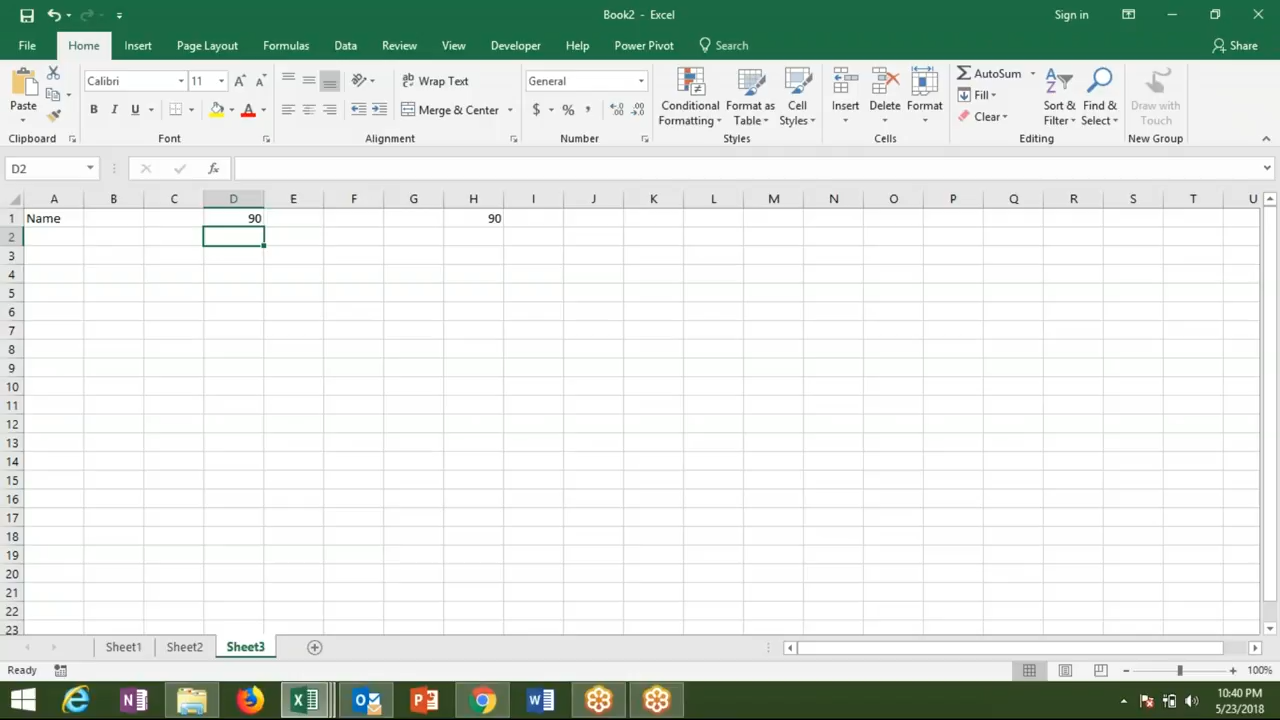 Book2 - Excel
Sign in
File Home Insert Page Layout Formulas Data Review View Developer Help Power Pivot Search Share
Calibri 11 Wrap Text General AutoSum
Paste Conditional Formatting Format as Table Cell Styles Insert Delete Format Fill Sort & Filter Find & Select Draw with Touch
B I U A Merge & Center $ % , Clear
Clipboard Font Alignment Number Styles Cells Editing New Group
D2 fx
A B C D E F G H I J K L M N O P Q R S T U
1 Name 90 90
2
3
4
5
6
7
8
9
10
11
12
13
14
15
16
17
18
19
20
21
22
23
Sheet1 Sheet2 Sheet3
Ready 100%
10:40 PM
5/23/2018